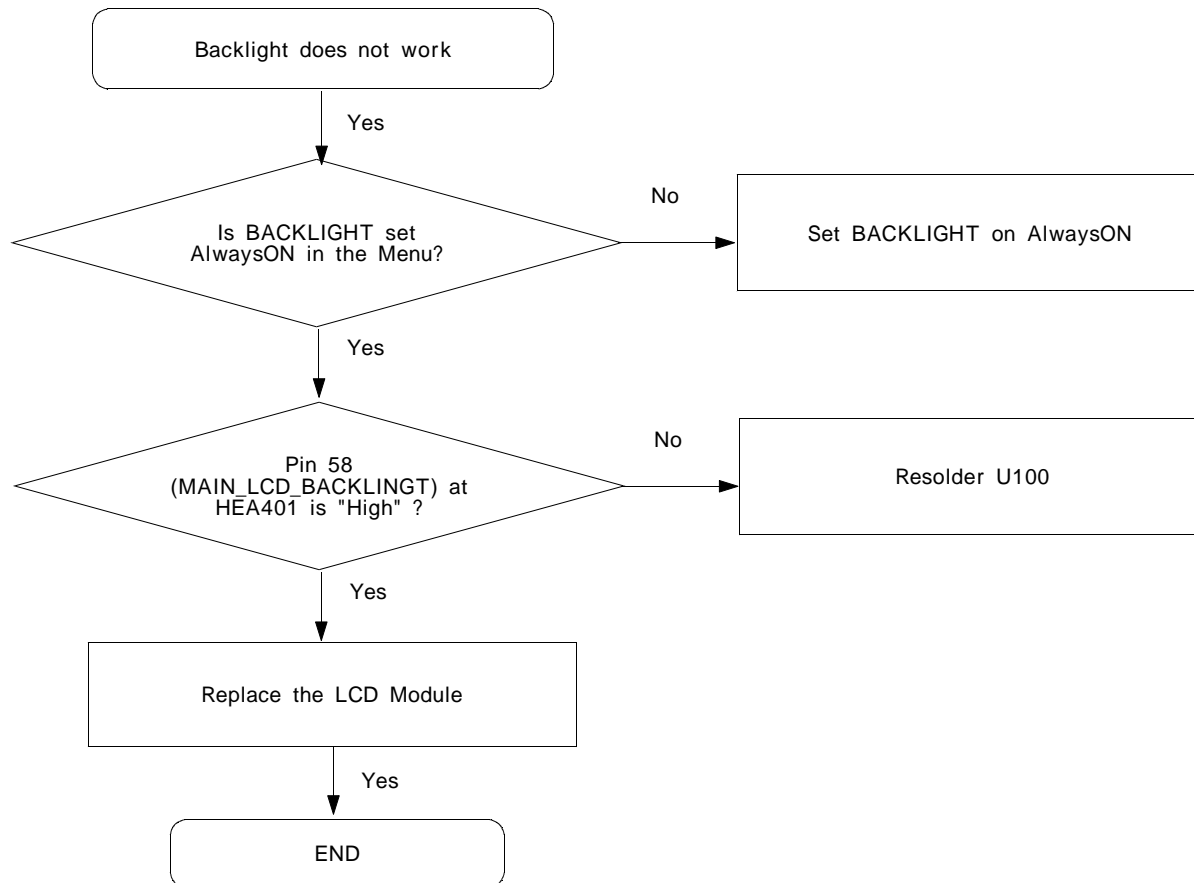 Backlight does not work
Yes
Is BACKLIGHT set
AlwaysON in the Menu?
No
Set BACKLIGHT on AlwaysON
Yes
Pin 58
(MAIN_LCD_BACKLINGT) at
HEA401 is "High" ?
No
Resolder U100
Yes
Replace the LCD Module
Yes
END